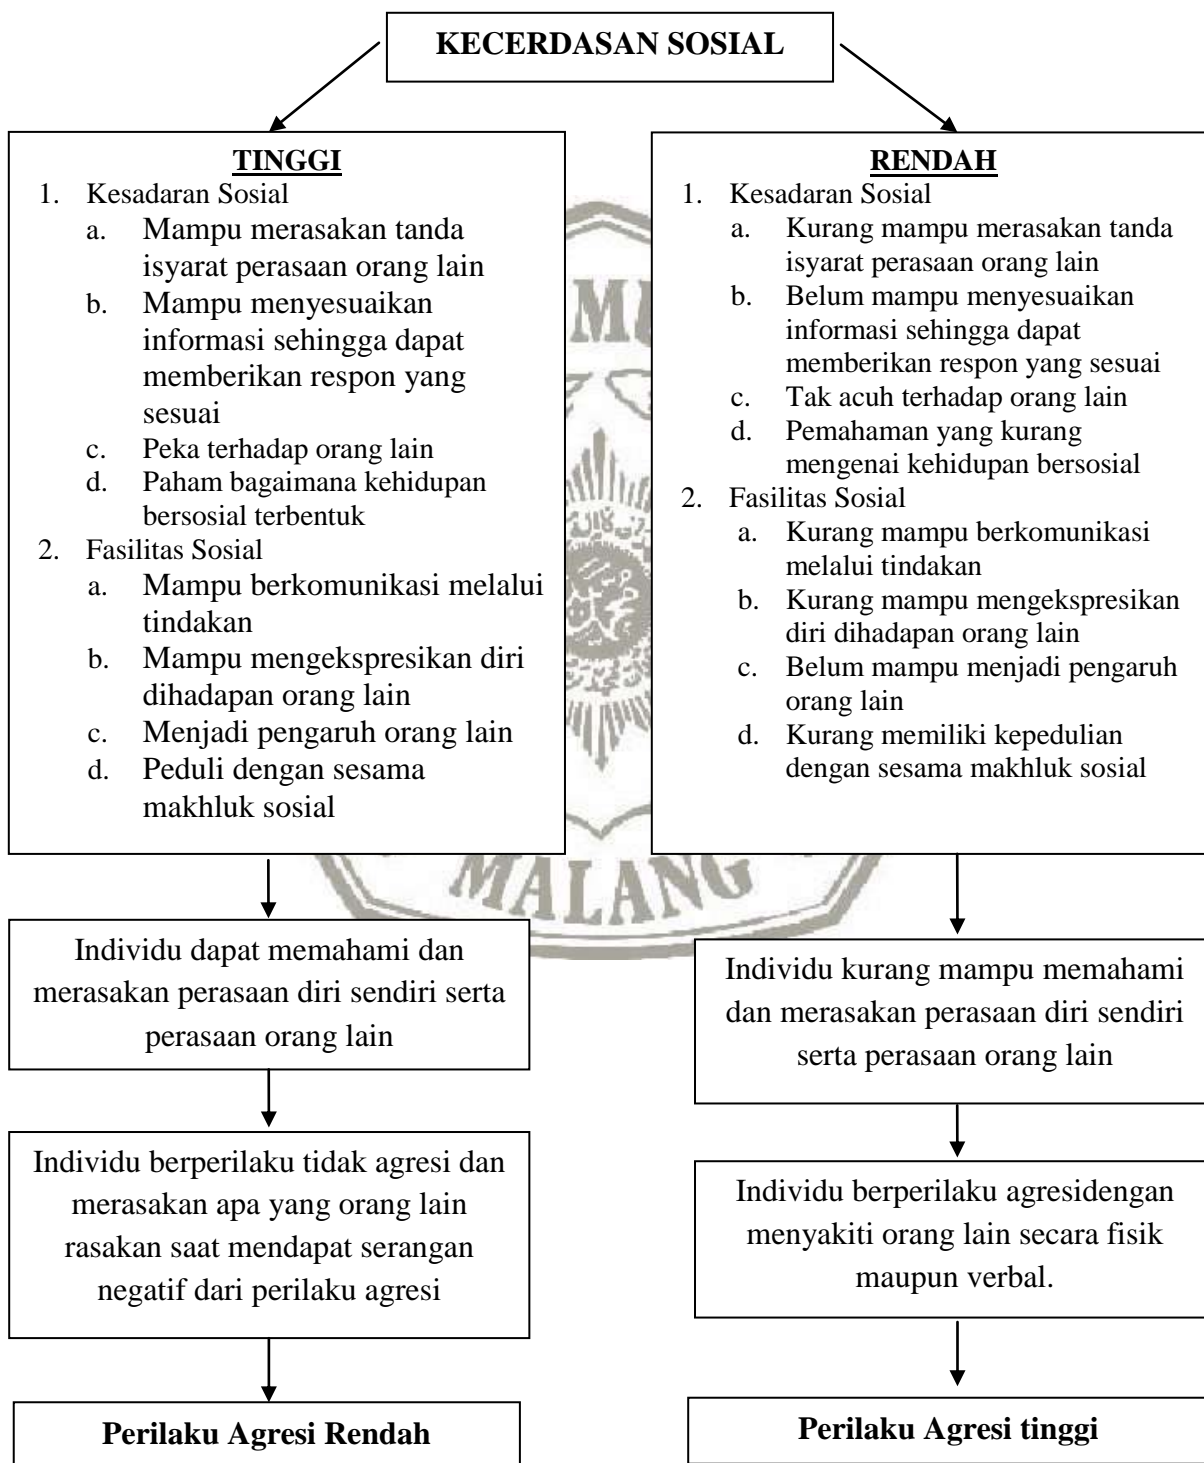 KECERDASAN SOSIAL
TINGGI
1. Kesadaran Sosial
a. Mampu merasakan tanda
isyarat perasaan orang lain
b. Mampu menyesuaikan
informasi sehingga dapat
memberikan respon yang
sesuai
c. Peka terhadap orang lain
d. Paham bagaimana kehidupan
bersosial terbentuk
2. Fasilitas Sosial
a. Mampu berkomunikasi melalui
tindakan
b. Mampu mengekspresikan diri
dihadapan orang lain
c. Menjadi pengaruh orang lain
d. Peduli dengan sesama
makhluk sosial
RENDAH
1. Kesadaran Sosial
a. Kurang mampu merasakan tanda
isyarat perasaan orang lain
b. Belum mampu menyesuaikan
informasi sehingga dapat
memberikan respon yang sesuai
c. Tak acuh terhadap orang lain
d. Pemahaman yang kurang
mengenai kehidupan bersosial
2. Fasilitas Sosial
a. Kurang mampu berkomunikasi
melalui tindakan
b. Kurang mampu mengekspresikan
diri dihadapan orang lain
c. Belum mampu menjadi pengaruh
orang lain
d. Kurang memiliki kepedulian
dengan sesama makhluk sosial
MALANG
Individu dapat memahami dan
merasakan perasaan diri sendiri serta
perasaan orang lain
Individu kurang mampu memahami
dan merasakan perasaan diri sendiri
serta perasaan orang lain
Individu berperilaku tidak agresi dan
merasakan apa yang orang lain
rasakan saat mendapat serangan
negatif dari perilaku agresi
Individu berperilaku agresidengan
menyakiti orang lain secara fisik
maupun verbal.
Perilaku Agresi Rendah
Perilaku Agresi tinggi